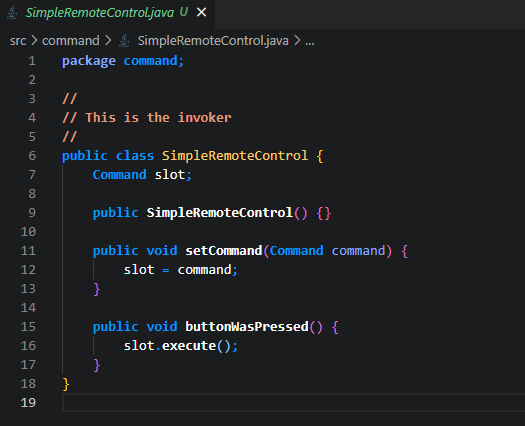 SimpleRemoteControl.java U
src > command > SimpleRemoteControl.java > ...
1 package command;
2
3 //
4 // This is the invoker
5 //
6 public class SimpleRemoteControl {
7     Command slot;
8
9     public SimpleRemoteControl() {}
10
11     public void setCommand(Command command) {
12         slot = command;
13     }
14
15     public void buttonWasPressed() {
16         slot.execute();
17     }
18 }
19